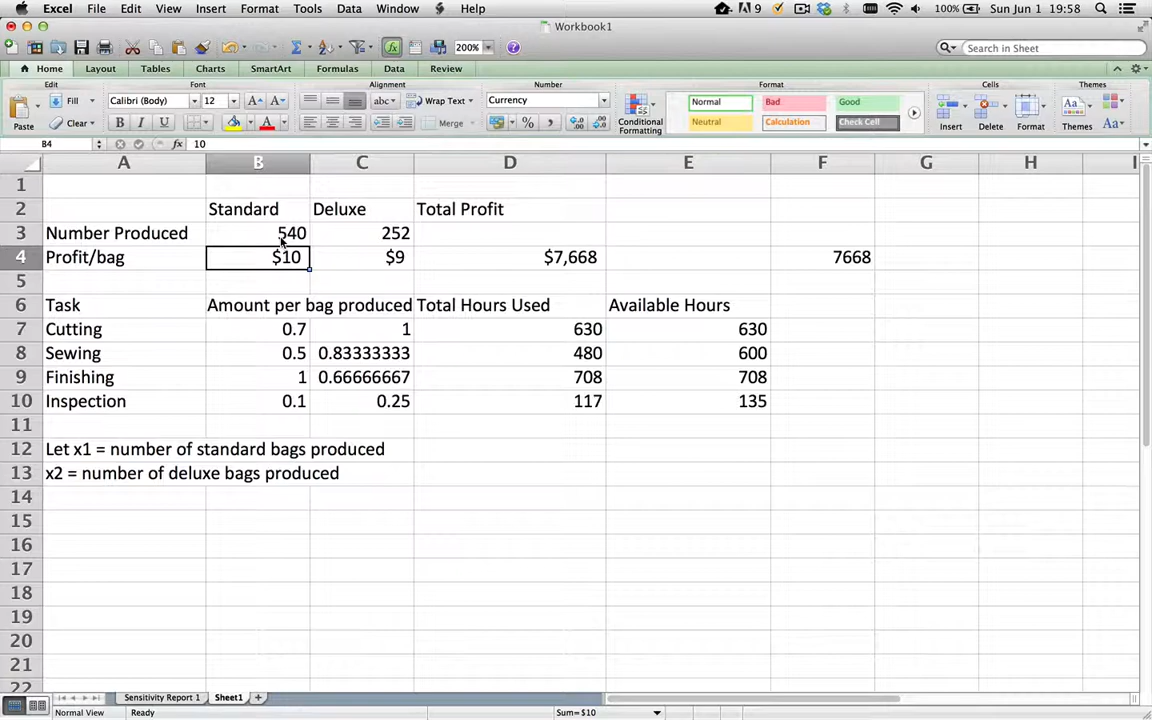 Excel File Edit View Insert Format Tools Data Window Help 9 100% Sun Jun 1 19:58
Workbook1
200% Search in Sheet
Home Layout Tables Charts SmartArt Formulas Data Review
Edit Font Alignment Number Format Cells Themes
Paste Fill Calibri (Body) 12 A A abc Wrap Text Currency Conditional Formatting Normal Bad Good Insert Delete Format Themes Aa
Clear B I U A Merge % , Neutral Calculation Check Cell
B4 fx 10
A B C D E F G H I
1
2 Standard Deluxe Total Profit
3 Number Produced 540 252
4 Profit/bag $10 $9 $7,668 7668
5
6 Task Amount per bag produced Total Hours Used Available Hours
7 Cutting 0.7 1 630 630
8 Sewing 0.5 0.83333333 480 600
9 Finishing 1 0.66666667 708 708
10 Inspection 0.1 0.25 117 135
11
12 Let x1 = number of standard bags produced
13 x2 = number of deluxe bags produced
14
15
16
17
18
19
20
21
22
Sensitivity Report 1 Sheet1
Normal View Ready Sum=$10